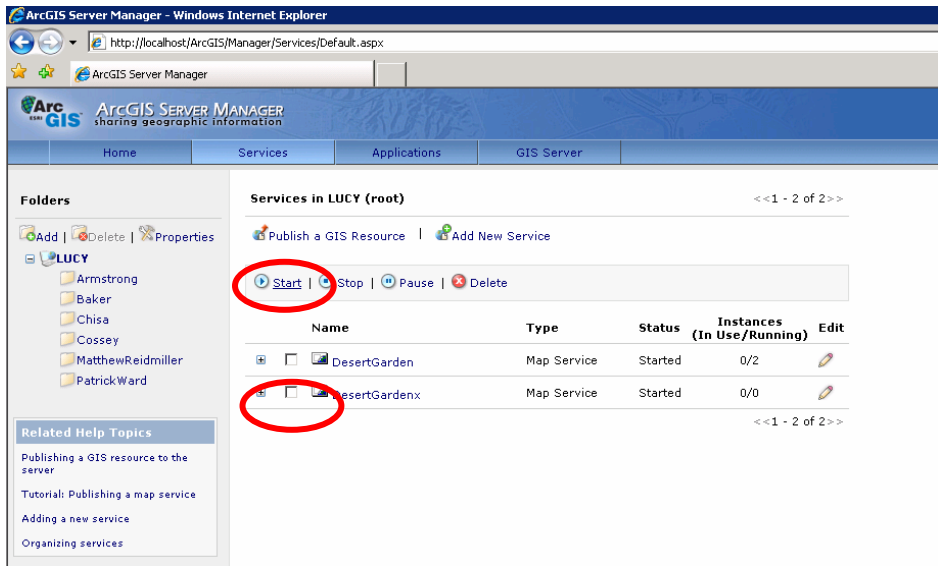 ArcGIS Server Manager - Windows Internet Explorer
http://localhost/ArcGIS/Manager/Services/Default.aspx
ArcGIS Server Manager
ESRI ArcGIS ArcGIS Server Manager
sharing geographic information
Home Services Applications GIS Server
Folders
Add | Delete | Properties
LUCY
Armstrong
Baker
Chisa
Cossey
MatthewReidmiller
PatrickWard
Related Help Topics
Publishing a GIS resource to the
server
Tutorial: Publishing a map service
Adding a new service
Organizing services
Services in LUCY (root) <<1 - 2 of 2>>
Publish a GIS Resource | Add New Service
Start | Stop | Pause | Delete
Name Type Status Instances (In Use/Running) Edit
DesertGarden Map Service Started 0/2
DesertGardenx Map Service Started 0/0
<<1 - 2 of 2>>